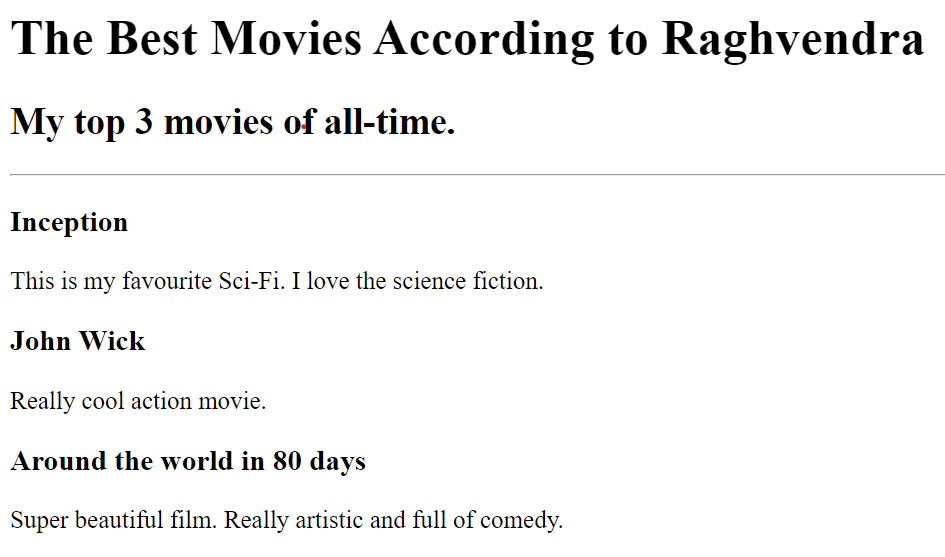 The Best Movies According to Raghvendra
My top 3 movies of all-time.
Inception
This is my favourite Sci-Fi. I love the science fiction.
John Wick
Really cool action movie.
Around the world in 80 days
Super beautiful film. Really artistic and full of comedy.